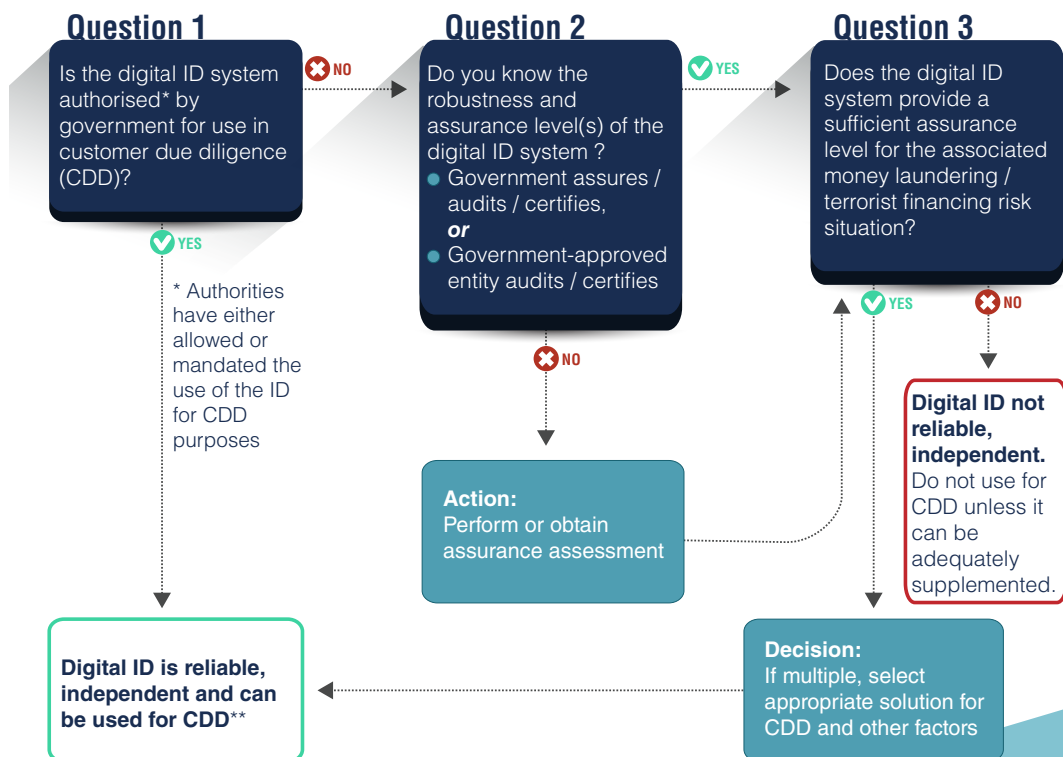 Question 1
Is the digital ID system
authorised* by
government for use in
customer due diligence
(CDD)?
NO
YES
* Authorities
have either
allowed or
mandated the
use of the ID
for CDD
purposes
Question 2
Do you know the
robustness and
assurance level(s) of the
digital ID system ?
Government assures /
audits / certifies,
or
Government-approved
entity audits / certifies
YES
NO
Action:
Perform or obtain
assurance assessment
Question 3
Does the digital ID
system provide a
sufficient assurance
level for the associated
money laundering /
terrorist financing risk
situation?
YES
NO
Digital ID not
reliable,
independent.
Do not use for
CDD unless it
can be
adequately
supplemented.
Decision:
If multiple, select
appropriate solution for
CDD and other factors
Digital ID is reliable,
independent and can
be used for CDD**